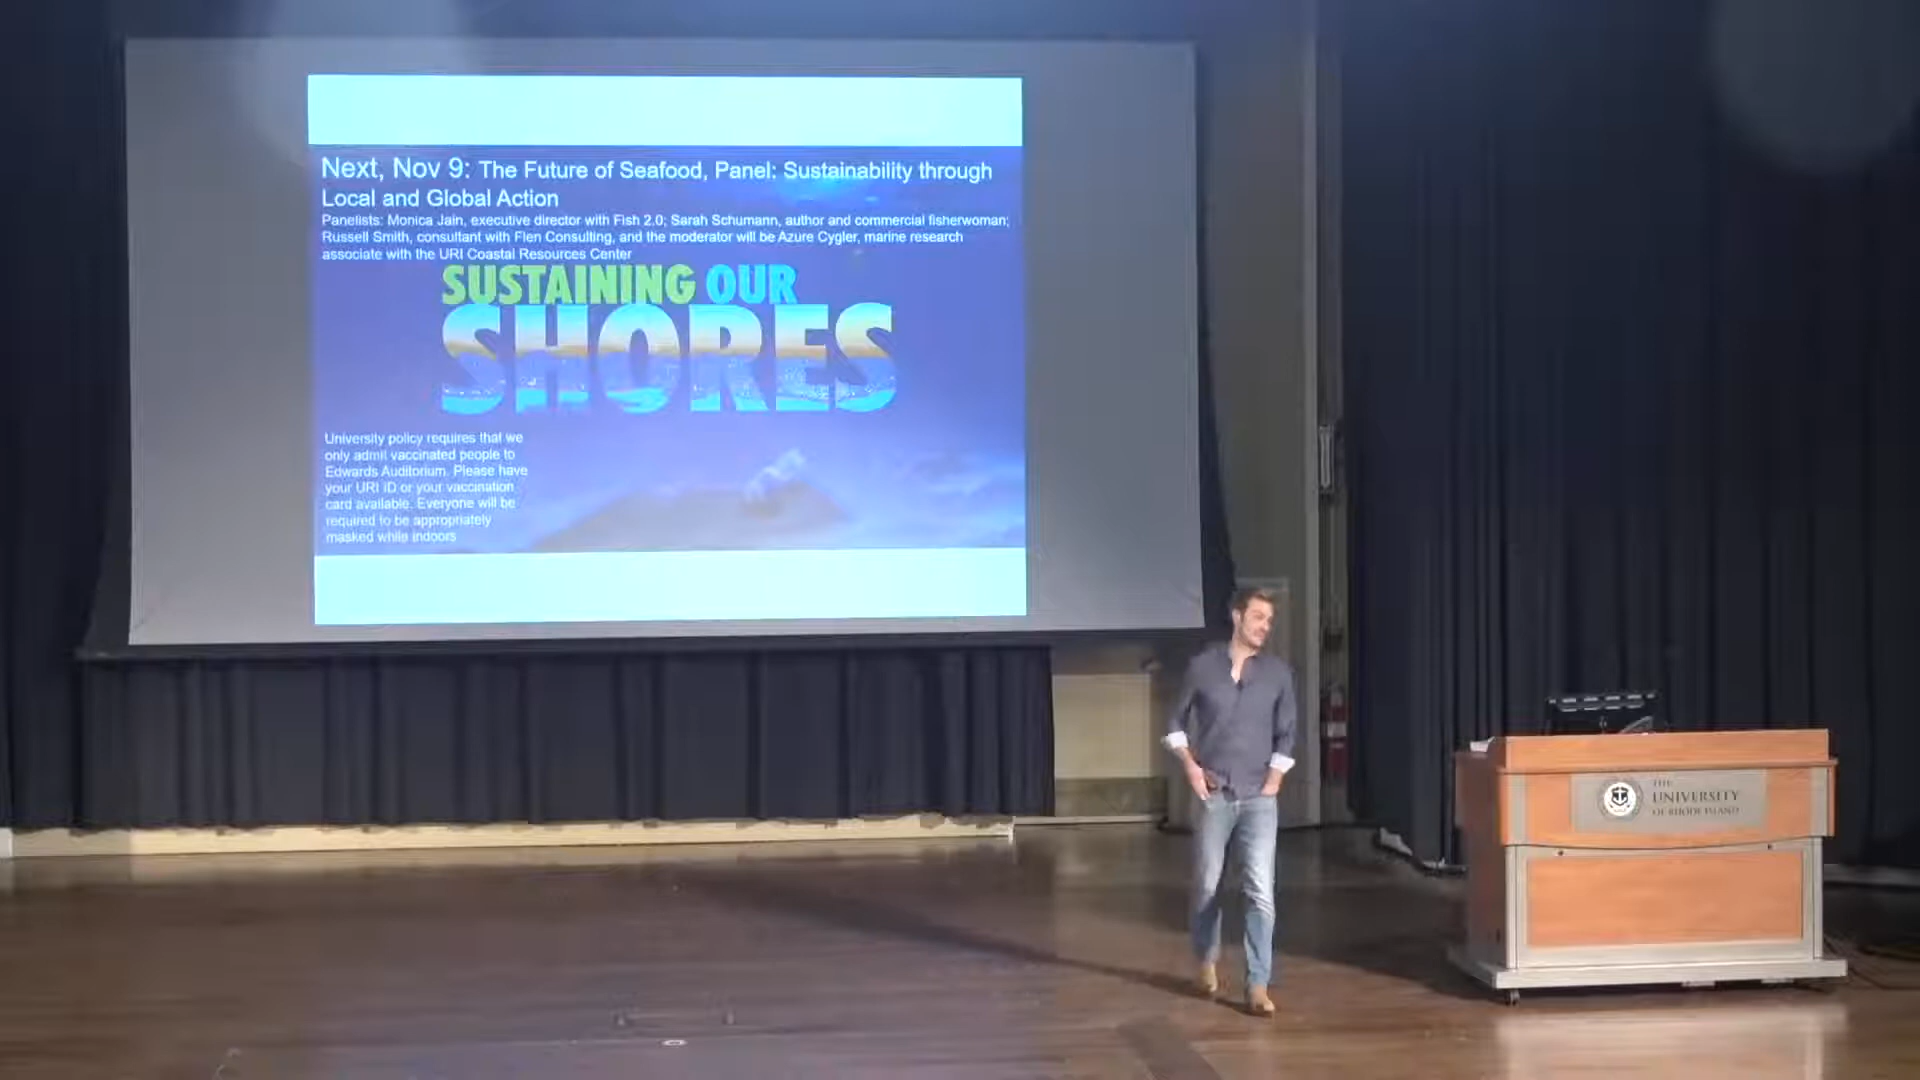 Next, Nov 9: The Future of Seafood, Panel: Sustainability through
Local and Global Action
Panelists: Monica Jain, executive director with Fish 2.0; Sarah Schumann, author and commercial fisherwoman;
Russell Smith, consultant with Flen Consulting, and the moderator will be Azure Cygler, marine research
associate with the URI Coastal Resources Center
SUSTAINING OUR
SHORES
University policy requires that we
only admit vaccinated people to
Edwards Auditorium. Please have
your URI ID or your vaccination
card available. Everyone will be
required to be appropriately
masked while indoors
THE
UNIVERSITY
OF RHODE ISLAND